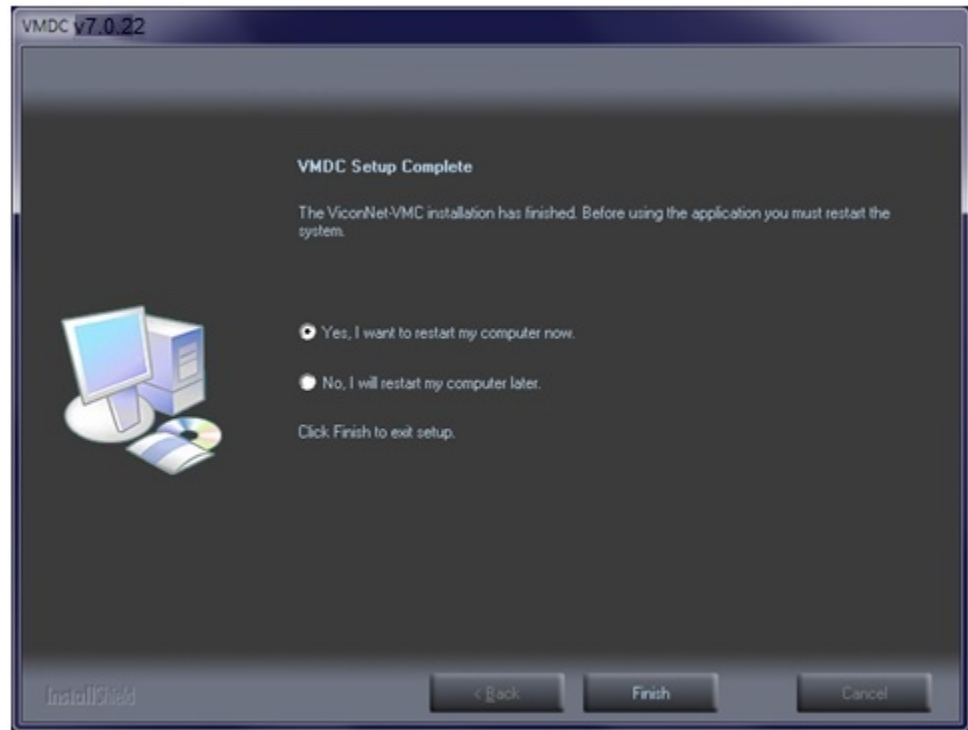 VMDC v7.0.22
VMDC Setup Complete
The ViconNet-VMC installation has finished. Before using the application you must restart the
system.
Yes, I want to restart my computer now.
No, I will restart my computer later.
Click Finish to exit setup.
InstallShield
< Back
Finish
Cancel